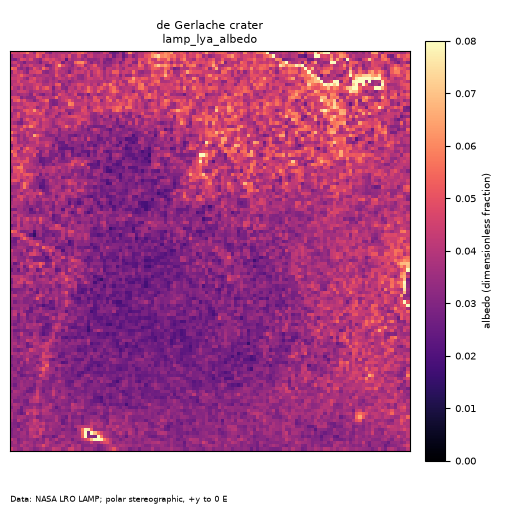 de Gerlache crater
lamp_lya_albedo
0.08
0.07
0.06
0.05
0.04
0.03
0.02
0.01
0.00
albedo (dimensionless fraction)
Data: NASA LRO LAMP; polar stereographic, +y to 0 E